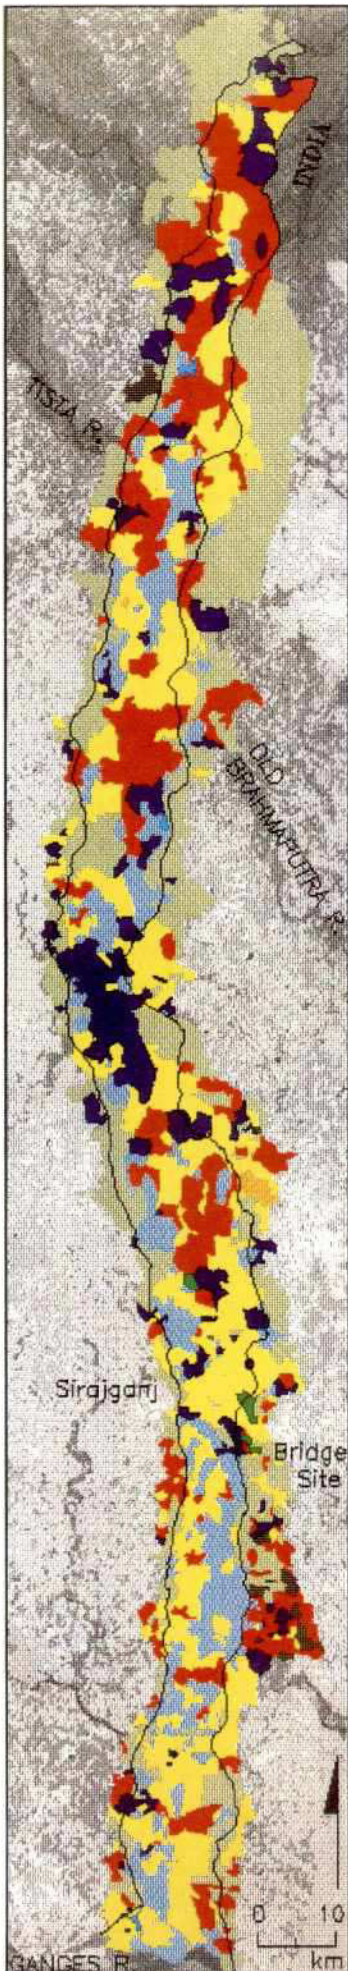 INDIA
TISTA R.
OLD
BRAHMAPUTRA R.
Sirajganj
Bridge
Site
0 10
km
GANGES R.